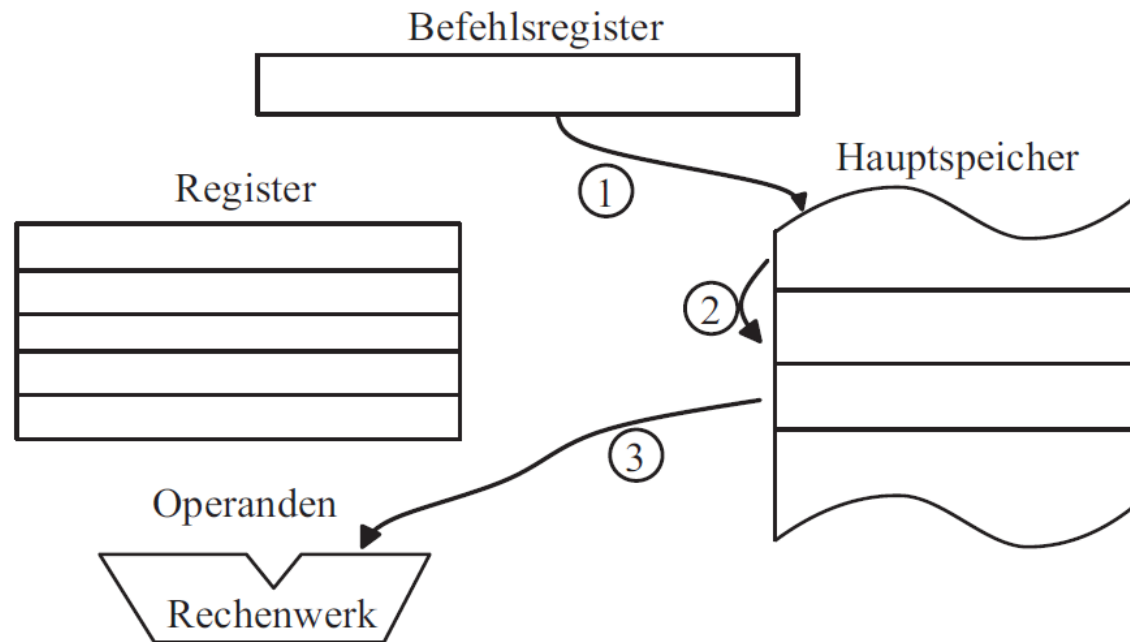 Befehlsregister
Hauptspeicher
1
Register
2
3
Operanden
Rechenwerk